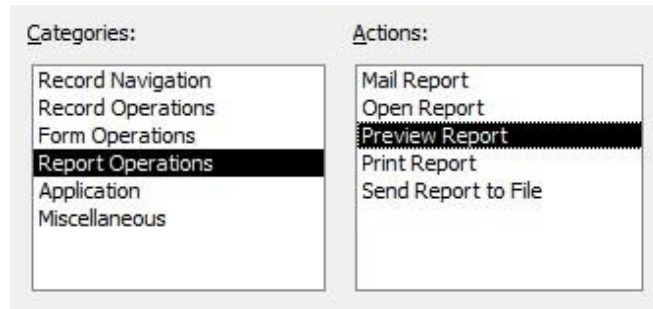 Categories:
Record Navigation
Record Operations
Form Operations
Report Operations
Application
Miscellaneous
Actions:
Mail Report
Open Report
Preview Report
Print Report
Send Report to File